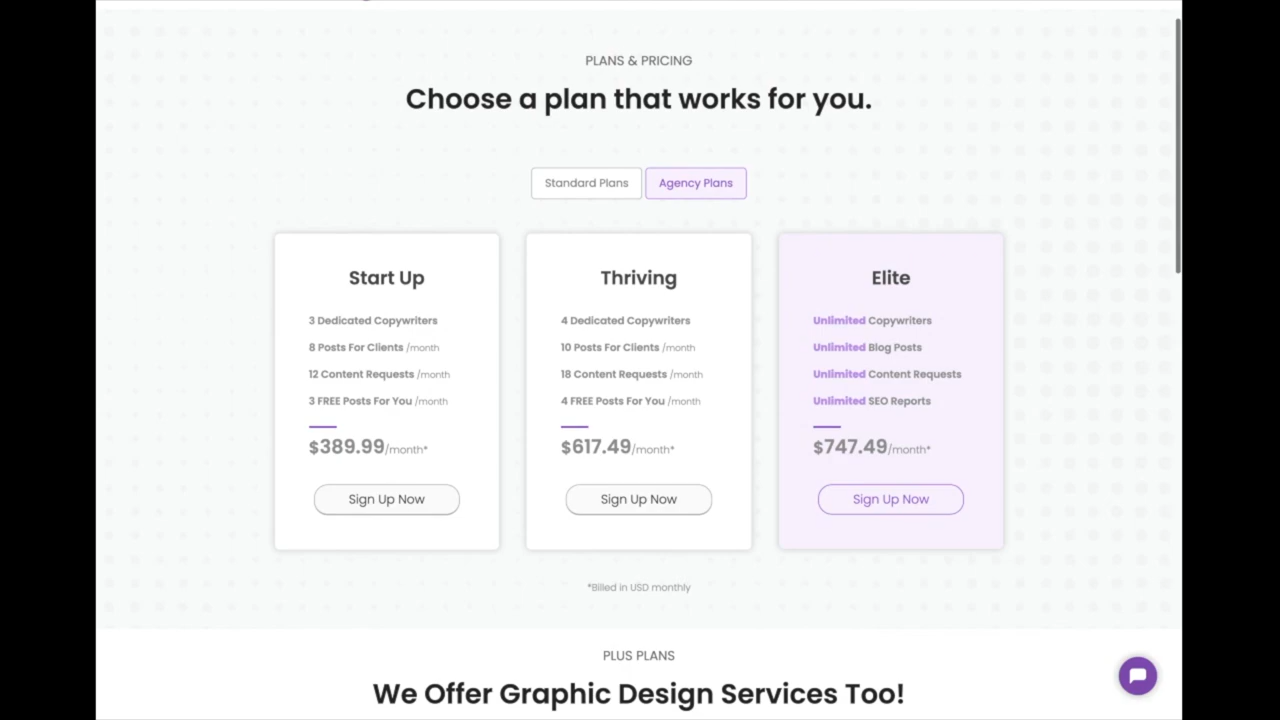 PLANS & PRICING
Choose a plan that works for you.
Standard Plans
Agency Plans
Start Up
3 Dedicated Copywriters
8 Posts For Clients /month
12 Content Requests /month
3 FREE Posts For You /month
$389.99/month*
Sign Up Now
Thriving
4 Dedicated Copywriters
10 Posts For Clients /month
18 Content Requests /month
4 FREE Posts For You /month
$617.49/month*
Sign Up Now
Elite
Unlimited Copywriters
Unlimited Blog Posts
Unlimited Content Requests
Unlimited SEO Reports
$747.49/month*
Sign Up Now
*Billed in USD monthly
PLUS PLANS
We Offer Graphic Design Services Too!